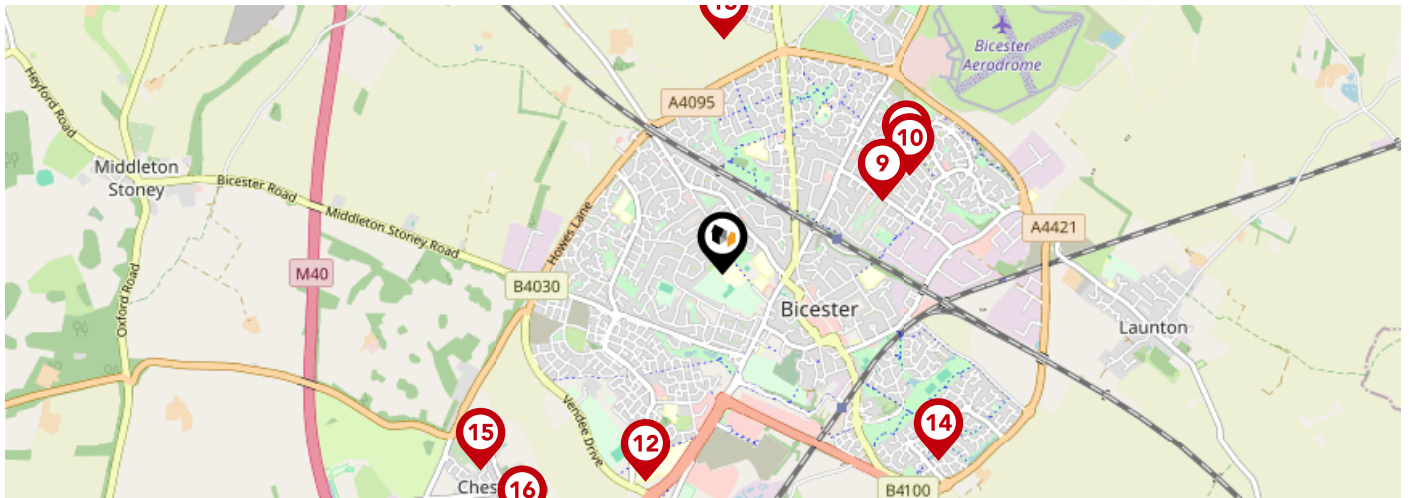 Bicester
Aerodrome
Heyford Road
A4095
10
9
Middleton
Stoney
Bicester Road
Middleton Stoney Road
Howes Lane
A4421
M40
B4030
Oxford Road
Bicester
Launton
Vendee Drive
14
15
12
16
B4100